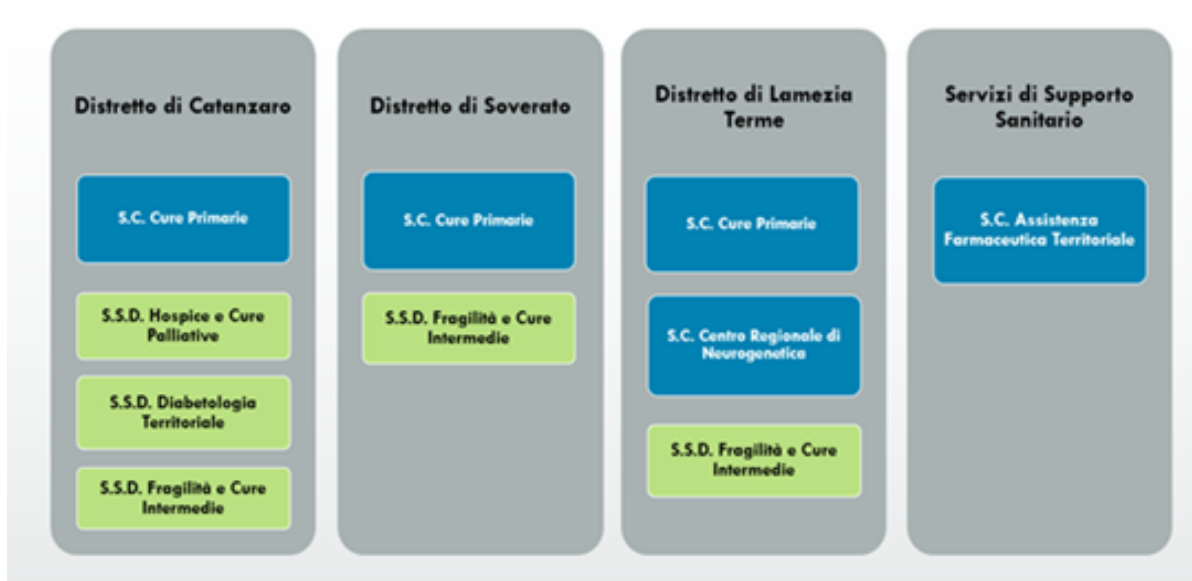 Distretto di Catanzaro
S.C. Cure Primarie
S.S.D. Hospice e Cure
Palliative
S.S.D. Diabetologia
Territoriale
S.S.D. Fragilità e Cure
Intermedie
Distretto di Soverato
S.C. Cure Primarie
S.S.D. Fragilità e Cure
Intermedie
Distretto di Lamezia
Terme
S.C. Cure Primarie
S.C. Centro Regionale di
Neurogenetica
S.S.D. Fragilità e Cure
Intermedie
Servizi di Supporto
Sanitario
S.C. Assistenza
Farmaceutica Territoriale